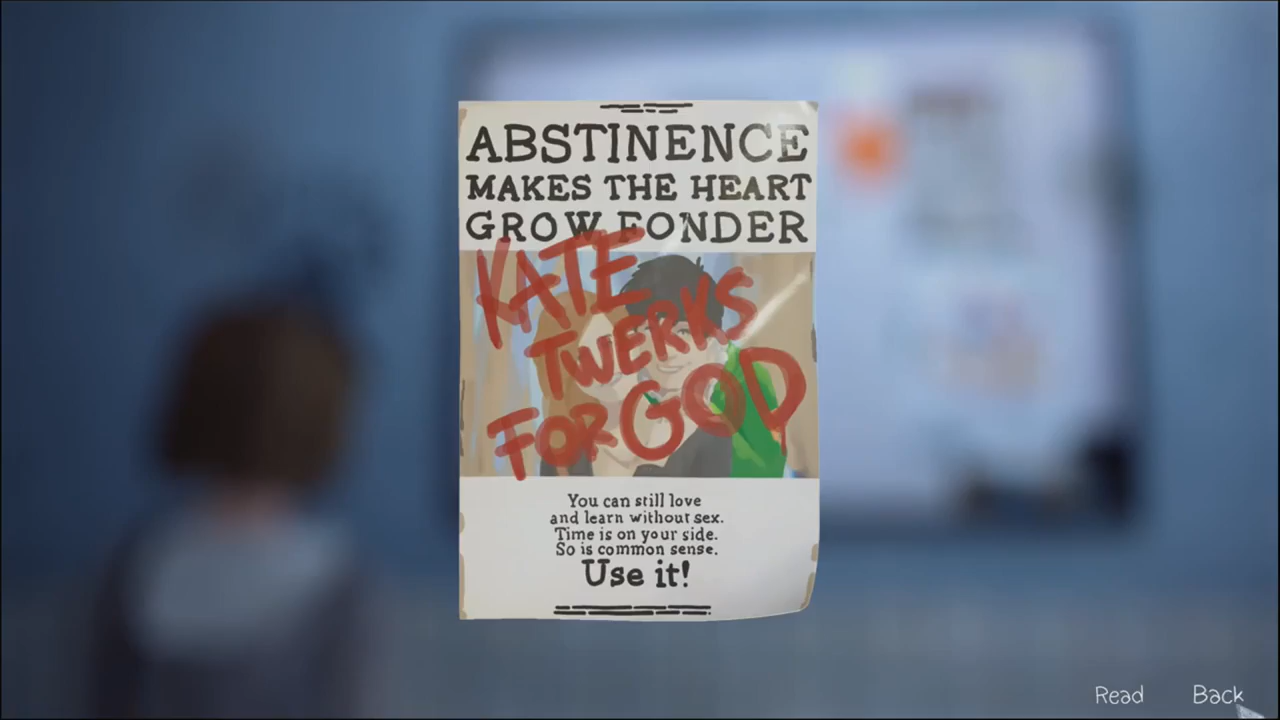 ABSTINENCE
MAKES THE HEART
GROW FONDER
KATE
TWERKS
FOR GOD
You can still love
and learn without sex.
Time is on your side.
So is common sense.
Use it!
Read Back